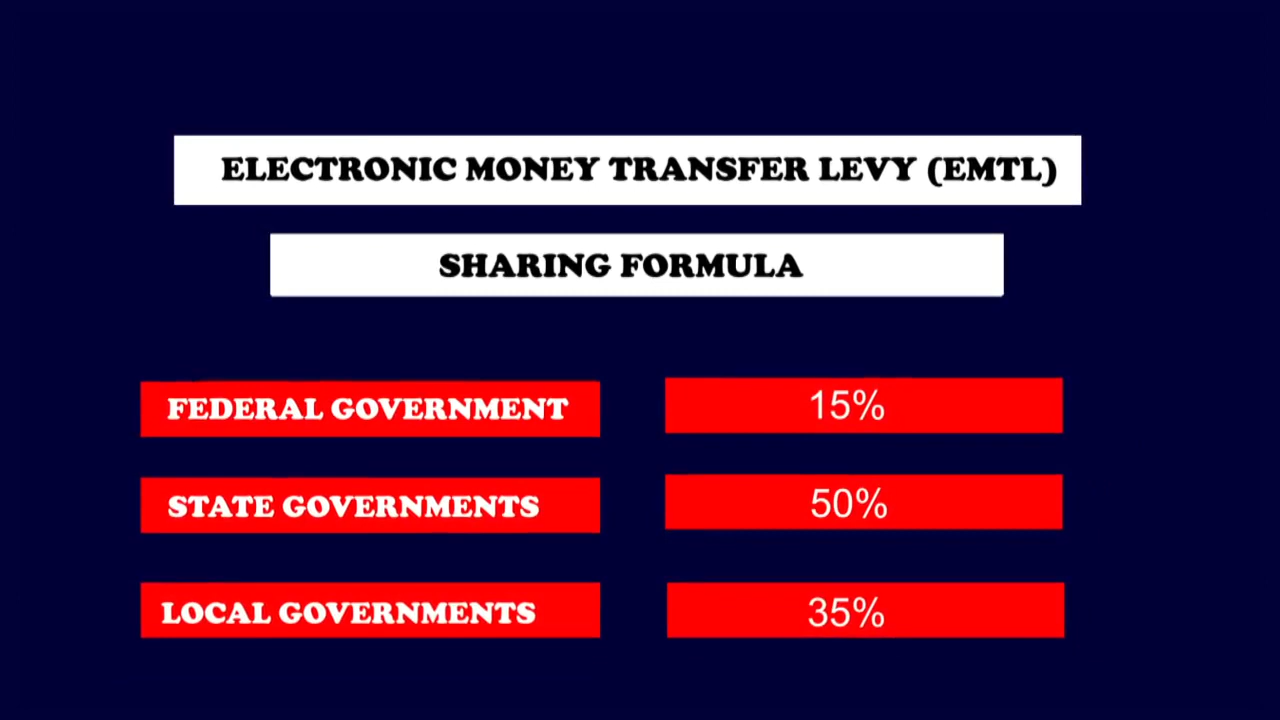 ELECTRONIC MONEY TRANSFER LEVY (EMTL)
SHARING FORMULA
FEDERAL GOVERNMENT 15%
STATE GOVERNMENTS 50%
LOCAL GOVERNMENTS 35%